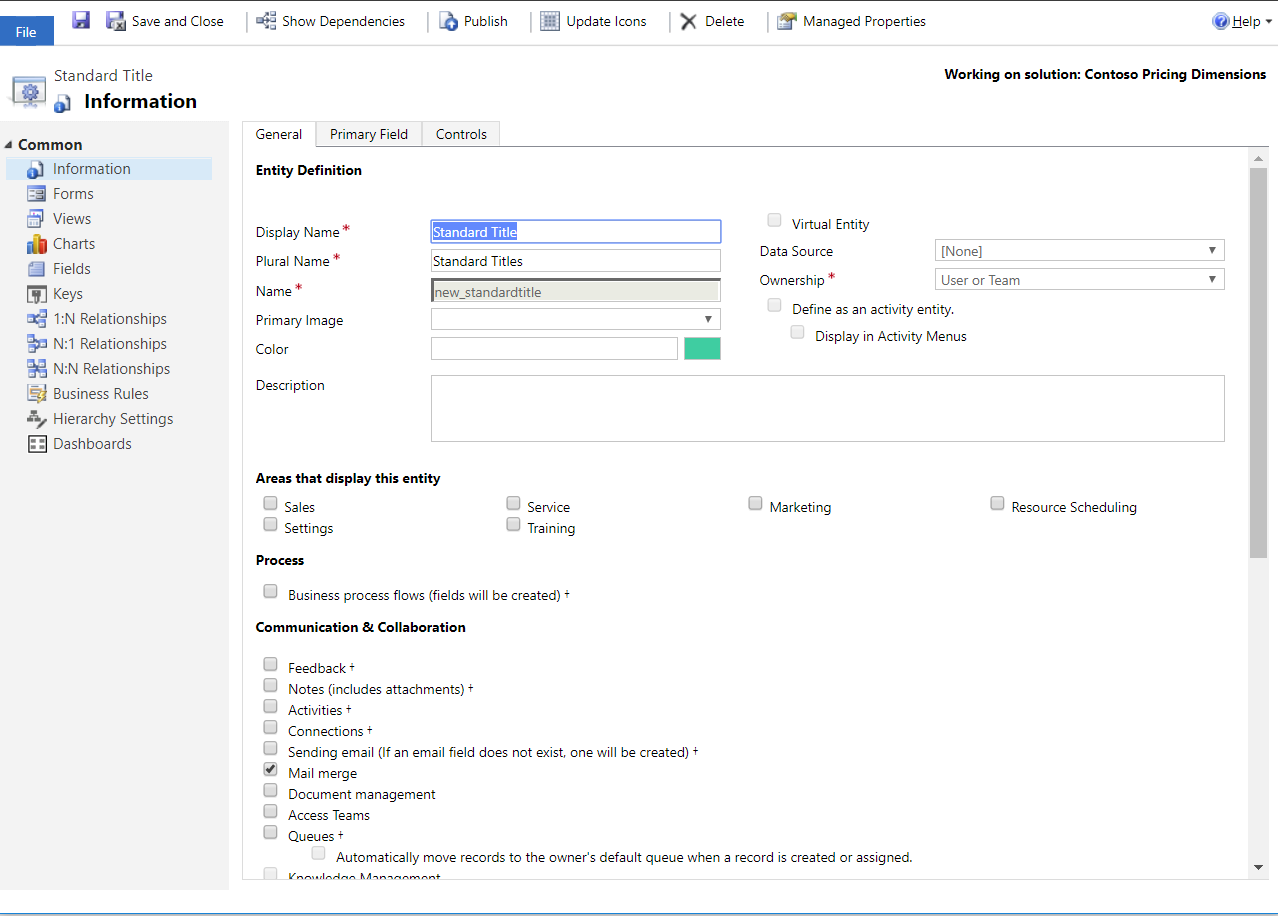 File
Save and Close
Show Dependencies
Publish
Update Icons
Delete
Managed Properties
Help
Standard Title
Information
Working on solution: Contoso Pricing Dimensions
Common
Information
Forms
Views
Charts
Fields
Keys
1:N Relationships
N:1 Relationships
N:N Relationships
Business Rules
Hierarchy Settings
Dashboards
General
Primary Field
Controls
Entity Definition
Display Name*
Standard Title
Plural Name*
Standard Titles
Name*
new_standardtitle
Primary Image
Color
Virtual Entity
Data Source
[None]
Ownership*
User or Team
Define as an activity entity.
Display in Activity Menus
Description
Areas that display this entity
Sales
Service
Marketing
Resource Scheduling
Settings
Training
Process
Business process flows (fields will be created) †
Communication & Collaboration
Feedback †
Notes (includes attachments) †
Activities †
Connections †
Sending email (If an email field does not exist, one will be created) †
Mail merge
Document management
Access Teams
Queues †
Automatically move records to the owner's default queue when a record is created or assigned.
Knowledge Management